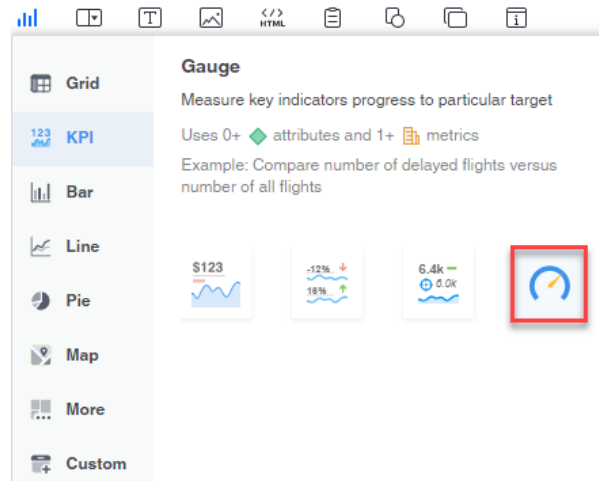 T
</>
HTML
i
Gauge
Measure key indicators progress to particular target
Uses 0+ attributes and 1+ metrics
Example: Compare number of delayed flights versus
number of all flights
Grid
123
KPI
Bar
Line
Pie
Map
More
Custom
$123
-12%
16%
6.4k
6.0K